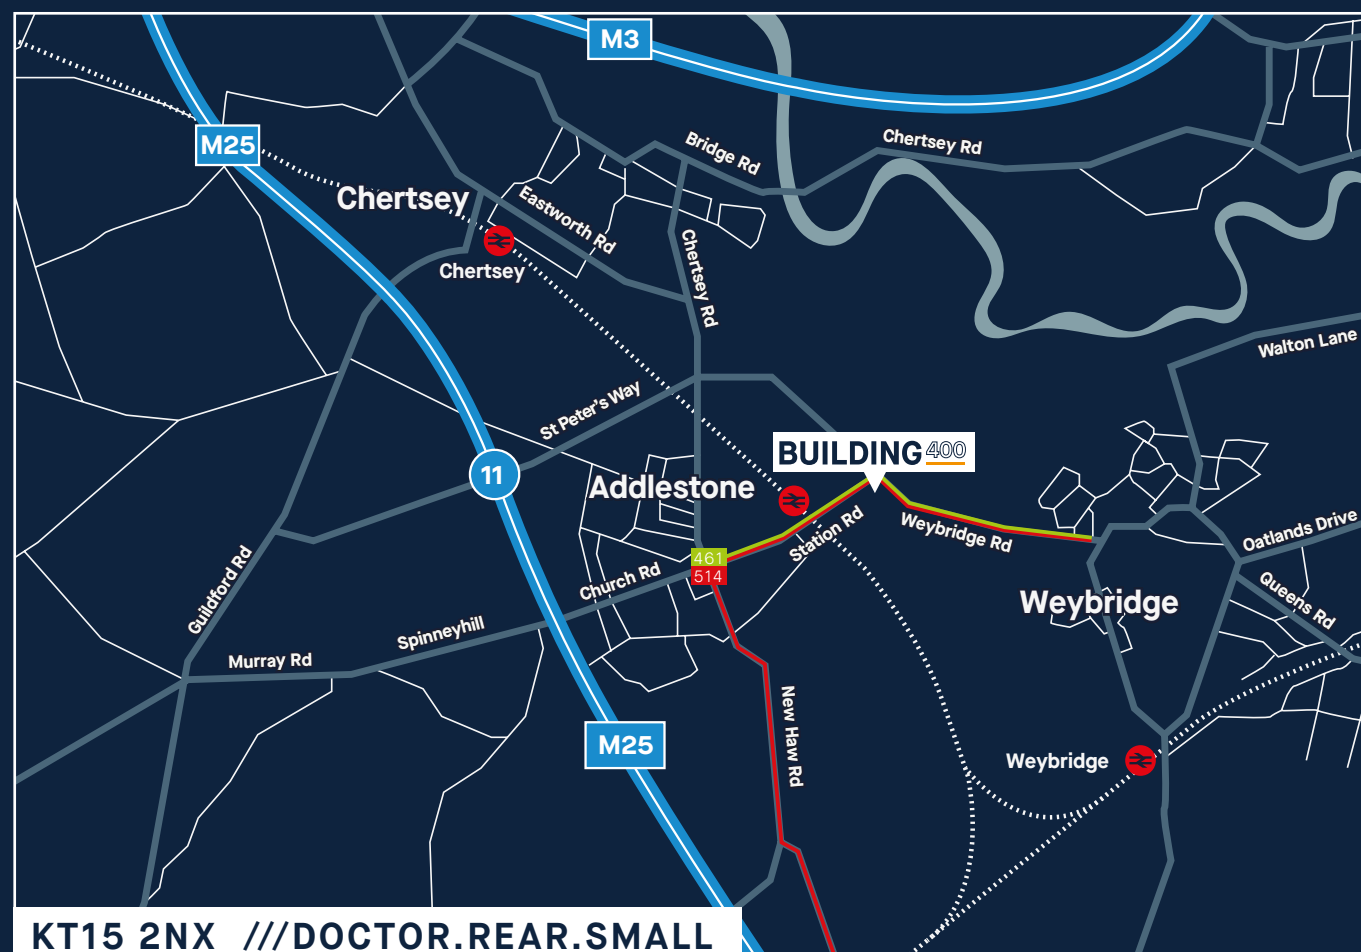 M3
M25
Bridge Rd
Chertsey Rd
Chertsey
Eastworth Rd
Chertsey
Chertsey Rd
Walton Lane
St Peter's Way
BUILDING 400
11
Addlestone
Station Rd
Weybridge Rd
Oatlands Drive
461
514
Church Rd
Guildford Rd
Queens Rd
Weybridge
Spinneyhill
Murray Rd
New Haw Rd
M25
Weybridge
KT15 2NX ///DOCTOR.REAR.SMALL